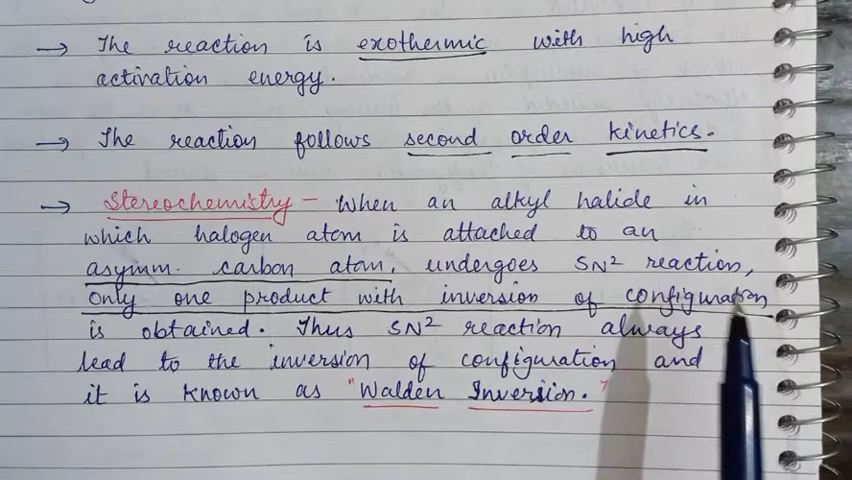 → The reaction is exothermic with high
activation energy.
→ The reaction follows second order kinetics.
→ Stereochemistry - When an alkyl halide in
which halogen atom is attached to an
asymm. carbon atom, undergoes SN² reaction,
only one product with inversion of configuration
is obtained. Thus SN² reaction always
lead to the inversion of configuration and
it is known as "Walden Inversion."